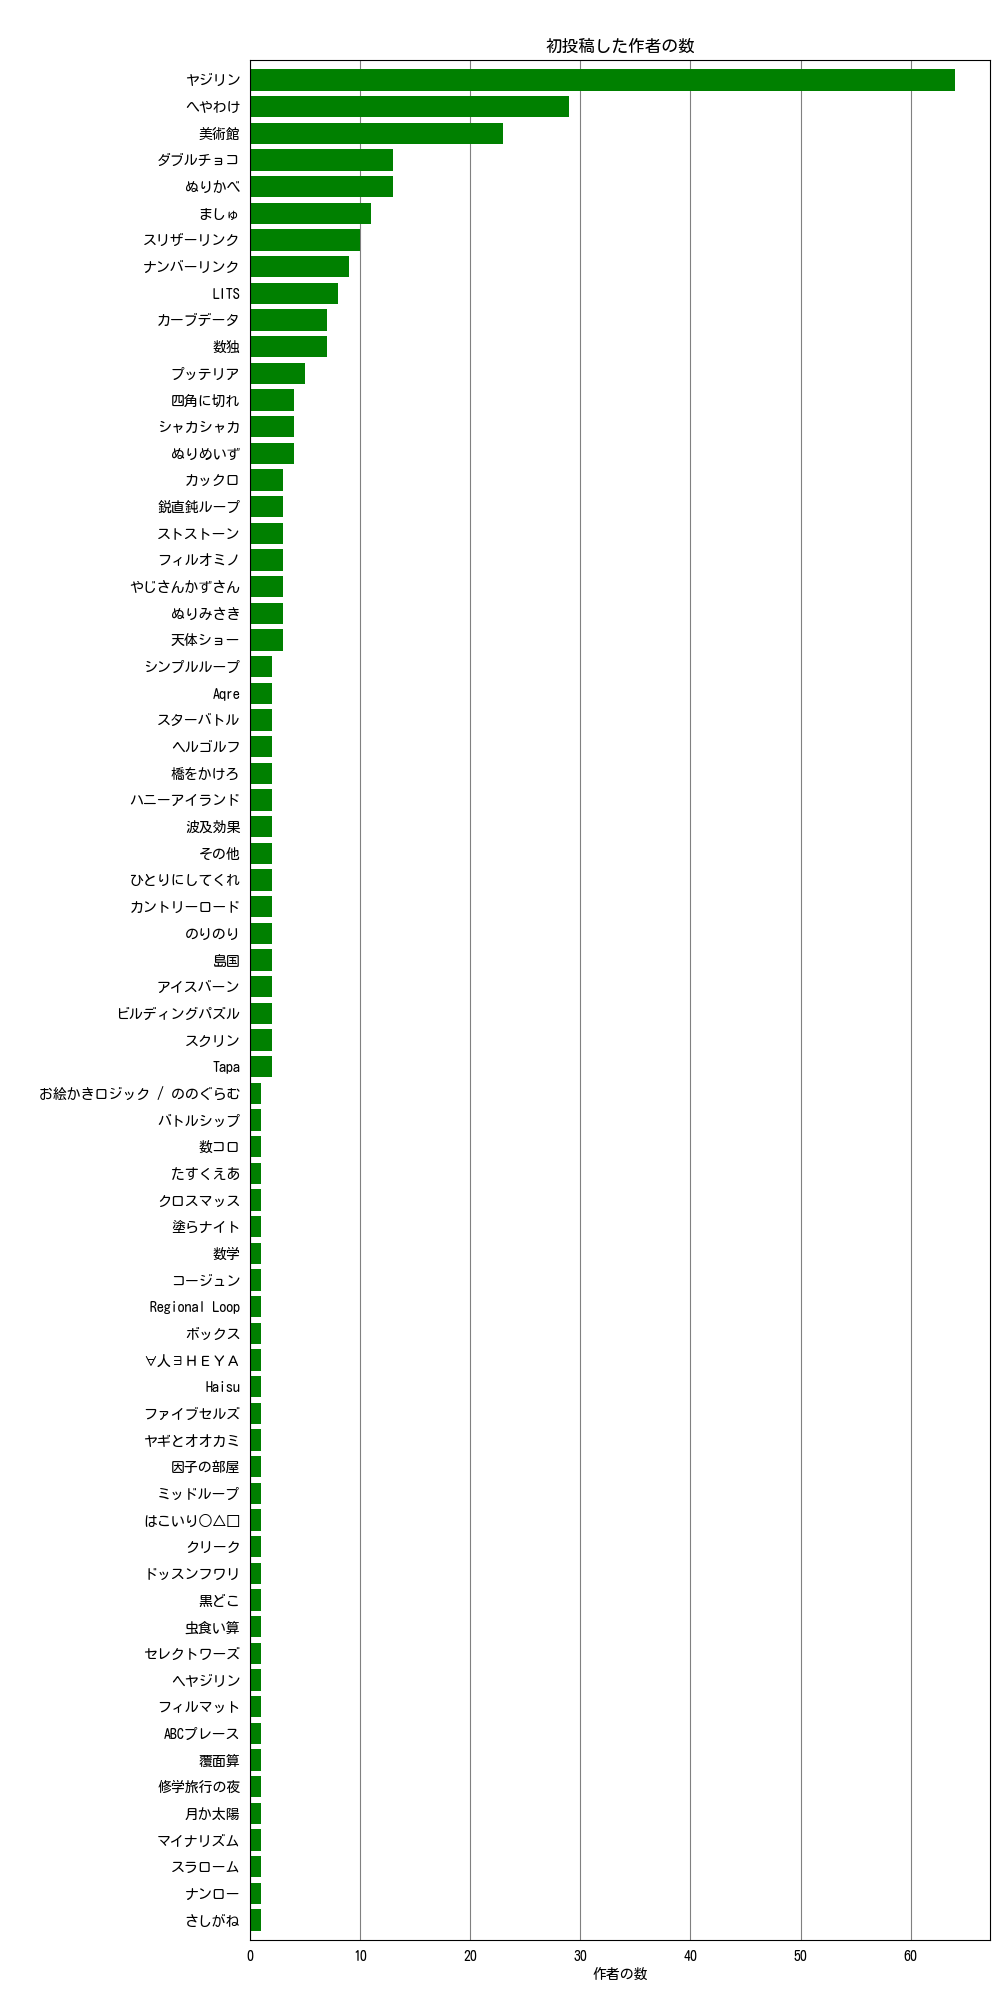 初投稿した作者の数
ヤジリン
へやわけ
美術館
ダブルチョコ
ぬりかべ
ましゅ
スリザーリンク
ナンバーリンク
LITS
カーブデータ
数独
プッテリア
四角に切れ
シャカシャカ
ぬりめいず
カックロ
鋭直鈍ループ
ストストーン
フィルオミノ
やじさんかずさん
ぬりみさき
天体ショー
シンプルループ
Aqre
スターバトル
ヘルゴルフ
橋をかけろ
ハニーアイランド
波及効果
その他
ひとりにしてくれ
カントリーロード
のりのり
島国
アイスバーン
ビルディングパズル
スクリン
Tapa
お絵かきロジック / ののぐらむ
バトルシップ
数コロ
たすくえあ
クロスマッス
塗らナイト
数学
コージュン
Regional Loop
ボックス
∀人∃ＨＥＹＡ
Haisu
ファイブセルズ
ヤギとオオカミ
因子の部屋
ミッドループ
はこいり○△□
クリーク
ドッスンフワリ
黒どこ
虫食い算
セレクトワーズ
ヘヤジリン
フィルマット
ABCプレース
覆面算
修学旅行の夜
月か太陽
マイナリズム
スラローム
ナンロー
さしがね
0 10 20 30 40 50 60
作者の数